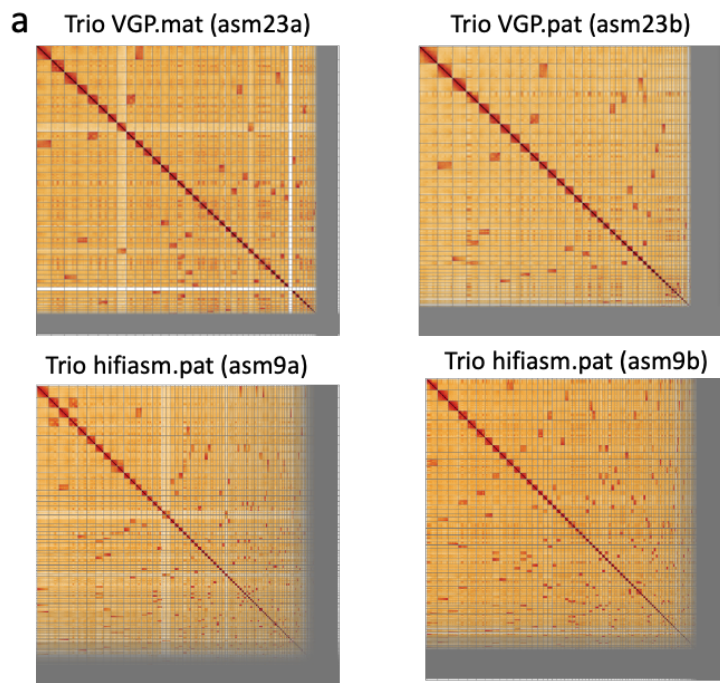 a
Trio VGP.mat (asm23a)
Trio VGP.pat (asm23b)
Trio hifiasm.pat (asm9a)
Trio hifiasm.pat (asm9b)